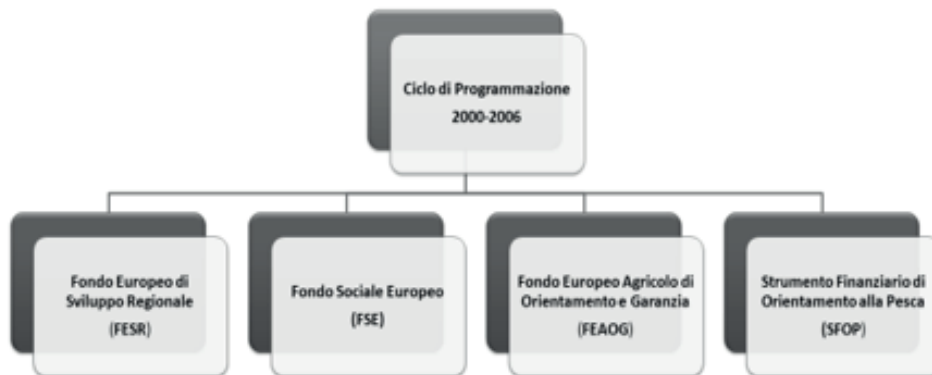 Ciclo di Programmazione
2000-2006
Fondo Europeo di
Sviluppo Regionale
(FESR)
Fondo Sociale Europeo
(FSE)
Fondo Europeo Agricolo di
Orientamento e Garanzia
(FEAOG)
Strumento Finanziario di
Orientamento alla Pesca
(SFOP)